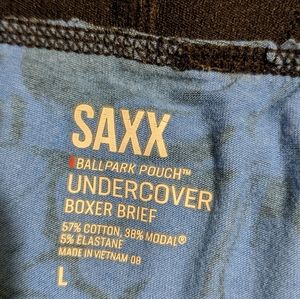 SAXX
BALLPARK POUCH™
UNDERCOVER
BOXER BRIEF
57% COTTON, 38% MODAL®
5% ELASTANE
MADE IN VIETNAM 08
L